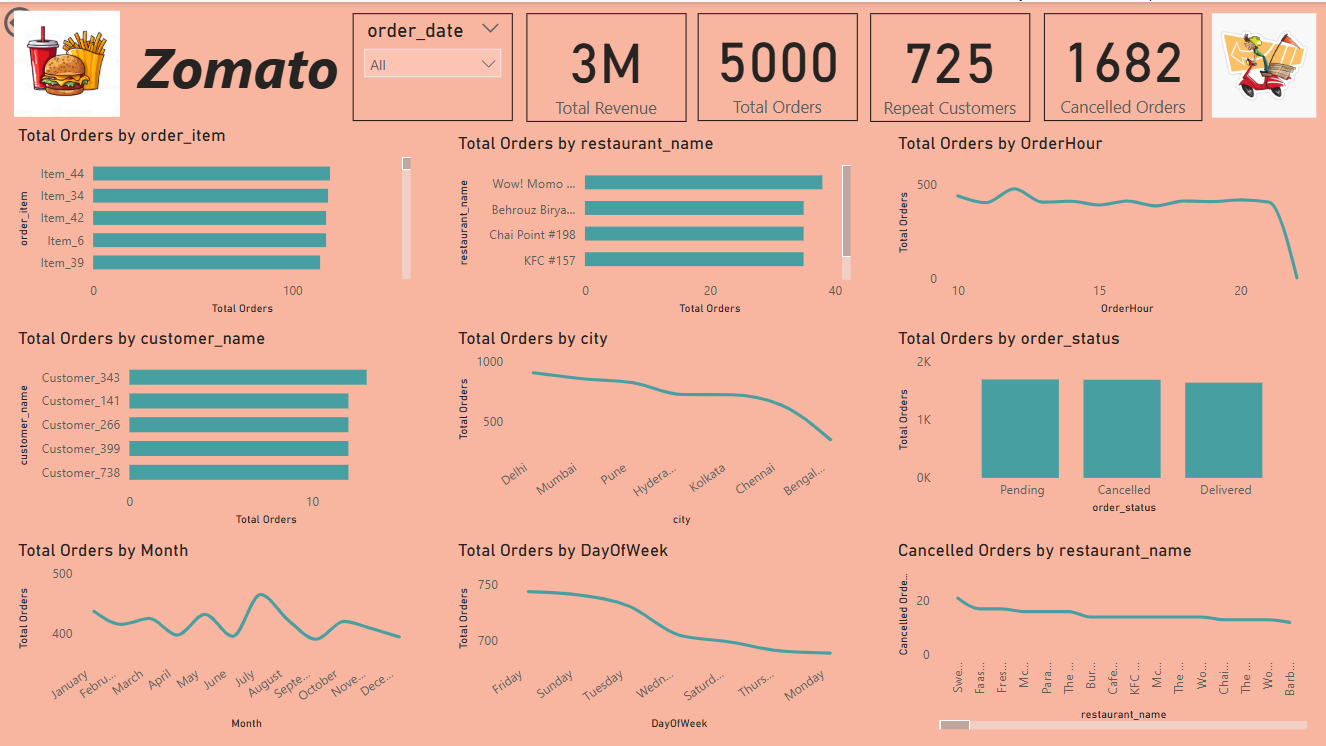 Zomato
order_date
All
3M
Total Revenue
5000
Total Orders
725
Repeat Customers
1682
Cancelled Orders
Total Orders by order_item
order_item
Item_44
Item_34
Item_42
Item_6
Item_39
0 100
Total Orders
Total Orders by restaurant_name
restaurant_name
Wow! Momo ...
Behrouz Birya...
Chai Point #198
KFC #157
0 20 40
Total Orders
Total Orders by OrderHour
Total Orders
500
0
10 15 20
OrderHour
Total Orders by customer_name
customer_name
Customer_343
Customer_141
Customer_266
Customer_399
Customer_738
0 10
Total Orders
Total Orders by city
Total Orders
1000
500
Delhi Mumbai Pune Hydera... Kolkata Chennai Bengal...
city
Total Orders by order_status
Total Orders
2K
1K
0K
Pending Cancelled Delivered
order_status
Total Orders by Month
Total Orders
500
400
January Febru... March April May June July August Septe... October Nove... Dece...
Month
Total Orders by DayOfWeek
Total Orders
750
700
Friday Sunday Tuesday Wedn... Saturd... Thurs... Monday
DayOfWeek
Cancelled Orders by restaurant_name
Cancelled Orde...
20
0
Swe... Faas... Fres... Mc... Para... The ... Bur... Cafe... KFC ... Mc... The ... Wo... Chai... The ... Wo... Barb...
restaurant_name